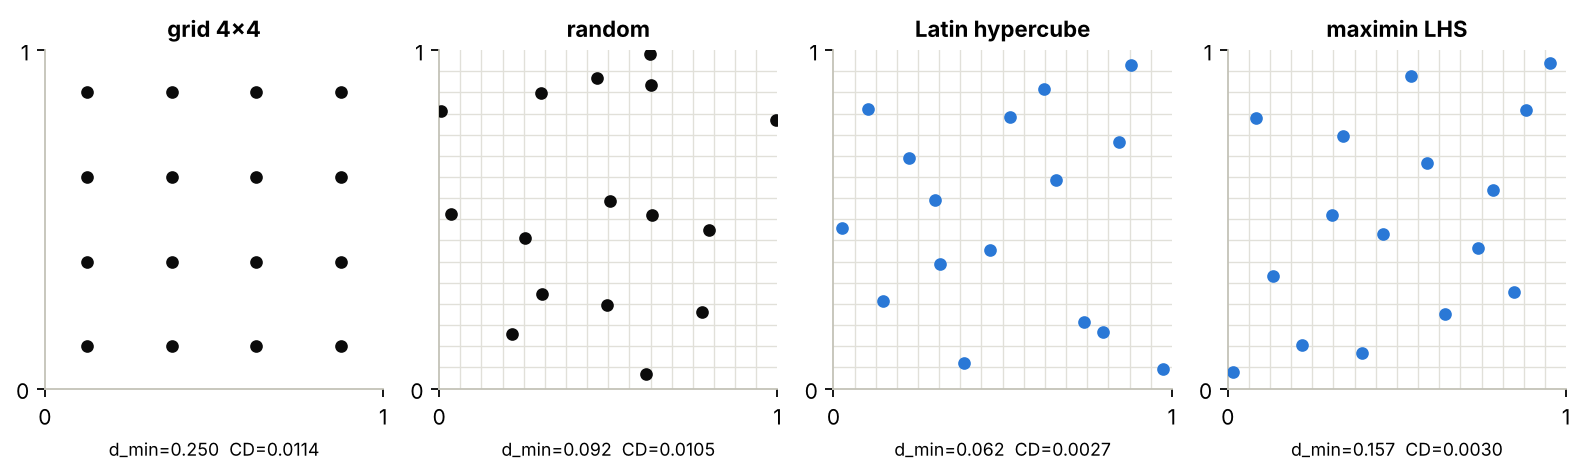 grid 4×4
1
0
0
1
d_min=0.250 CD=0.0114
random
1
0
0
1
d_min=0.092 CD=0.0105
Latin hypercube
1
0
0
1
d_min=0.062 CD=0.0027
maximin LHS
1
0
0
1
d_min=0.157 CD=0.0030